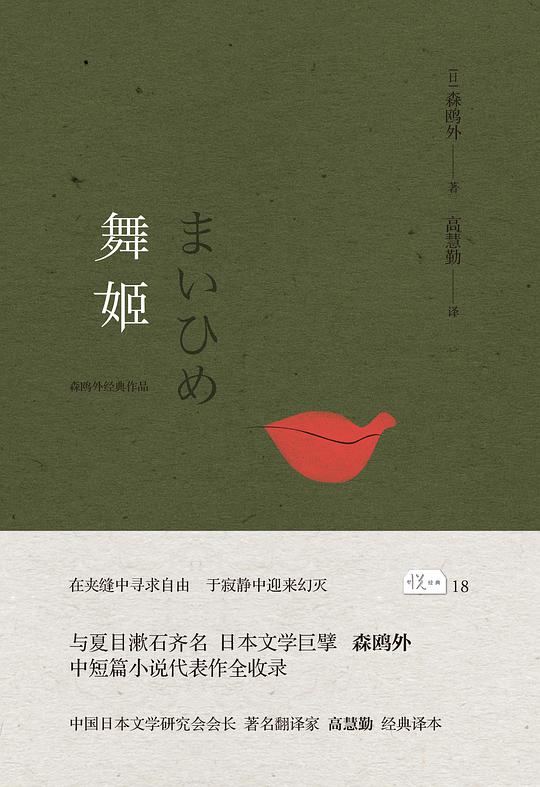 [日]森鸥外——著 高慧勤——译
まいひめ
舞姬
森鸥外经典作品
在夹缝中寻求自由 于寂静中迎来幻灭
悦经典 18
与夏目漱石齐名 日本文学巨擘 森鸥外
中短篇小说代表作全收录
中国日本文学研究会会长 著名翻译家 高慧勤 经典译本